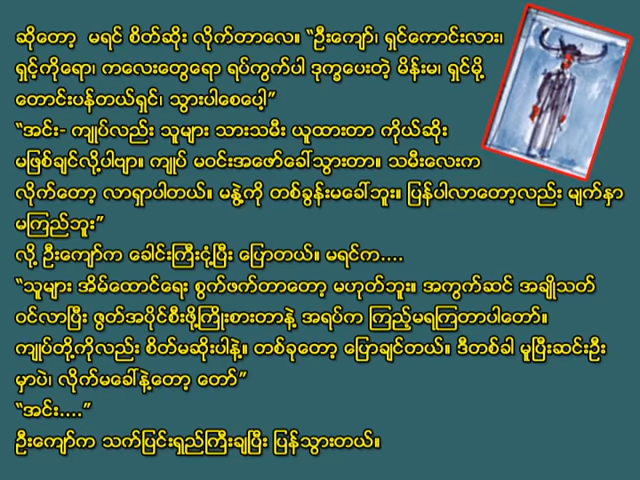 ဆိုတော့ မရင် စိတ်ဆိုး လိုက်တာလေ။ “ဦးကျော်၊ ရှင်ကောင်းလား၊
ရှင့်ကိုရော၊ ကလေးတွေရော ရပ်ကွက်ပါ ဒုက္ခပေးတဲ့ မိန်းမ၊ ရှင်မို့
တောင်းပန်တယ်ရှင်၊ သွားပါစေပေါ့”
“အင်း- ကျုပ်လည်း သူများ သားသမီး ယူထားတာ ကိုယ်ဆိုး
မဖြစ်ချင်လို့ပါဗျာ။ ကျုပ် မဝင်းအဖော်ခေါ်သွားတာ။ သမီးလေးက
လိုက်တော့ လာရှာပါတယ်။ မနွဲ့ကို တစ်ခွန်းမခေါ်ဘူး။ ပြန်ပါလာတော့လည်း မျက်နှာ
မကြည်ဘူး”
လို့ ဦးကျော်က ခေါင်းကြီးငုံ့ပြီး ပြောတယ်။ မရင်က....
“သူများ အိမ်ထောင်ရေး စွက်ဖက်တာတော့ မဟုတ်ဘူး။ အကွက်ဆင် အချိုသတ်
ဝင်လာပြီး ဇွတ်အပိုင်စီးဖို့ကြိုးစားတာနဲ့ အရပ်က ကြည့်မရကြတာပါတော်။
ကျုပ်တို့ကိုလည်း စိတ်မဆိုးပါနဲ့။ တစ်ခုတော့ ပြောချင်တယ်။ ဒီတစ်ခါ မူပြီးဆင်းဦး
မှာပဲ၊ လိုက်မခေါ်နဲ့တော့ တော်”
“အင်း....”
ဦးကျော်က သက်ပြင်းရှည်ကြီးချပြီး ပြန်သွားတယ်။